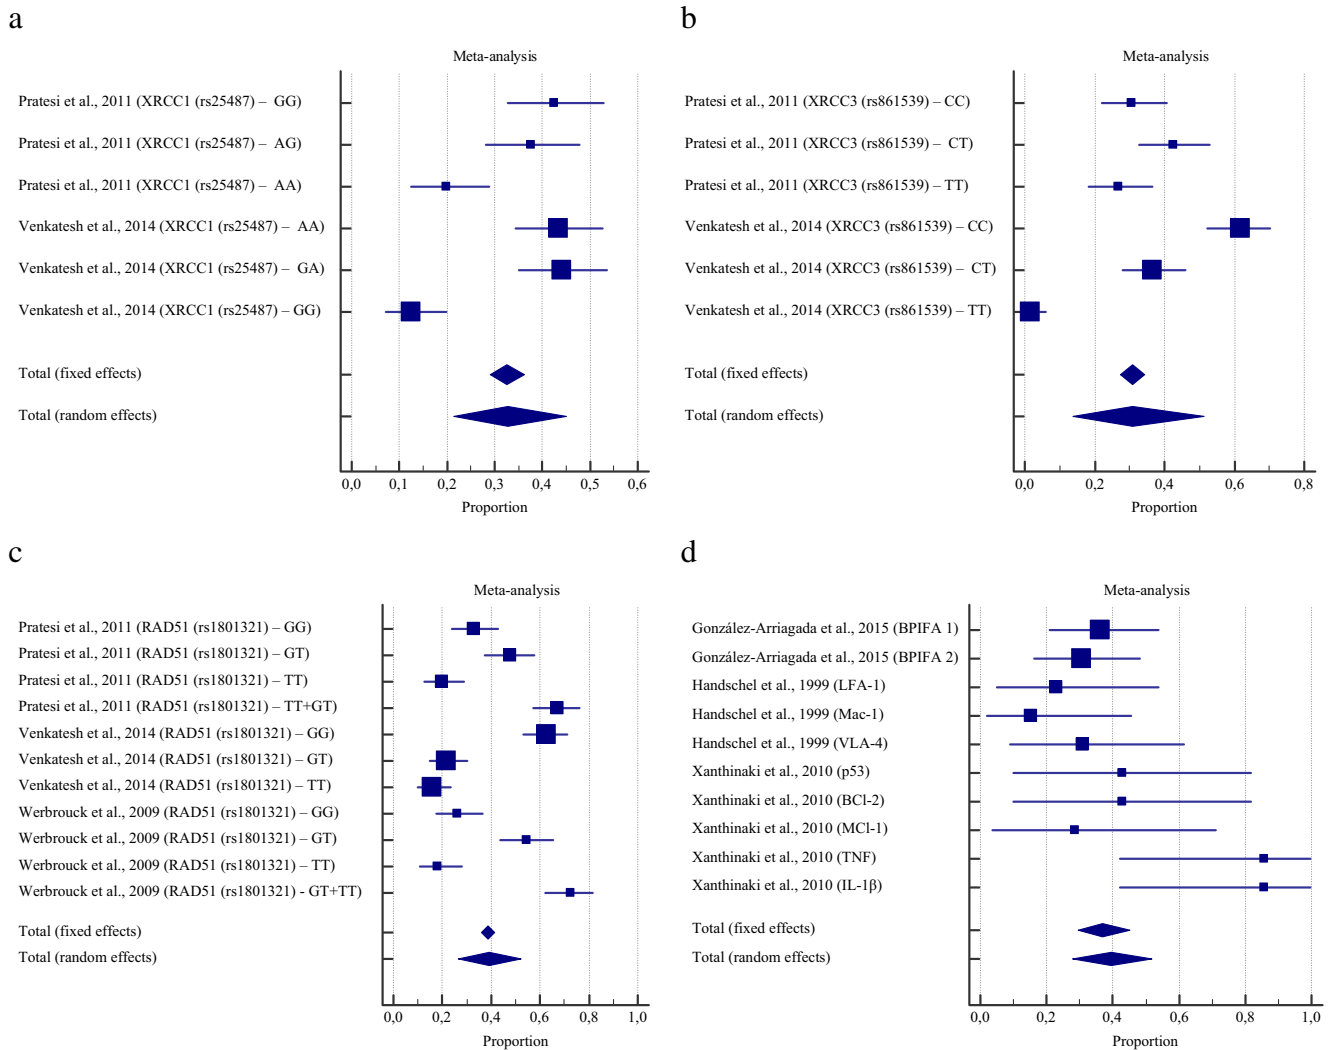 a
Meta-analysis
Pratesi et al., 2011 (XRCC1 (rs25487) – GG)
Pratesi et al., 2011 (XRCC1 (rs25487) – AG)
Pratesi et al., 2011 (XRCC1 (rs25487) – AA)
Venkatesh et al., 2014 (XRCC1 (rs25487) – AA)
Venkatesh et al., 2014 (XRCC1 (rs25487) – GA)
Venkatesh et al., 2014 (XRCC1 (rs25487) – GG)
Total (fixed effects)
Total (random effects)
0,0 0,1 0,2 0,3 0,4 0,5 0,6
Proportion
b
Meta-analysis
Pratesi et al., 2011 (XRCC3 (rs861539) – CC)
Pratesi et al., 2011 (XRCC3 (rs861539) – CT)
Pratesi et al., 2011 (XRCC3 (rs861539) – TT)
Venkatesh et al., 2014 (XRCC3 (rs861539) – CC)
Venkatesh et al., 2014 (XRCC3 (rs861539) – CT)
Venkatesh et al., 2014 (XRCC3 (rs861539) – TT)
Total (fixed effects)
Total (random effects)
0,0 0,2 0,4 0,6 0,8
Proportion
c
Meta-analysis
Pratesi et al., 2011 (RAD51 (rs1801321) – GG)
Pratesi et al., 2011 (RAD51 (rs1801321) – GT)
Pratesi et al., 2011 (RAD51 (rs1801321) – TT)
Pratesi et al., 2011 (RAD51 (rs1801321) – TT+GT)
Venkatesh et al., 2014 (RAD51 (rs1801321) – GG)
Venkatesh et al., 2014 (RAD51 (rs1801321) – GT)
Venkatesh et al., 2014 (RAD51 (rs1801321) – TT)
Werbrouck et al., 2009 (RAD51 (rs1801321) – GG)
Werbrouck et al., 2009 (RAD51 (rs1801321) – GT)
Werbrouck et al., 2009 (RAD51 (rs1801321) – TT)
Werbrouck et al., 2009 (RAD51 (rs1801321) - GT+TT)
Total (fixed effects)
Total (random effects)
0,0 0,2 0,4 0,6 0,8 1,0
Proportion
d
Meta-analysis
González-Arriagada et al., 2015 (BPIFA 1)
González-Arriagada et al., 2015 (BPIFA 2)
Handschel et al., 1999 (LFA-1)
Handschel et al., 1999 (Mac-1)
Handschel et al., 1999 (VLA-4)
Xanthinaki et al., 2010 (p53)
Xanthinaki et al., 2010 (BCl-2)
Xanthinaki et al., 2010 (MCl-1)
Xanthinaki et al., 2010 (TNF)
Xanthinaki et al., 2010 (IL-1β)
Total (fixed effects)
Total (random effects)
0,0 0,2 0,4 0,6 0,8 1,0
Proportion